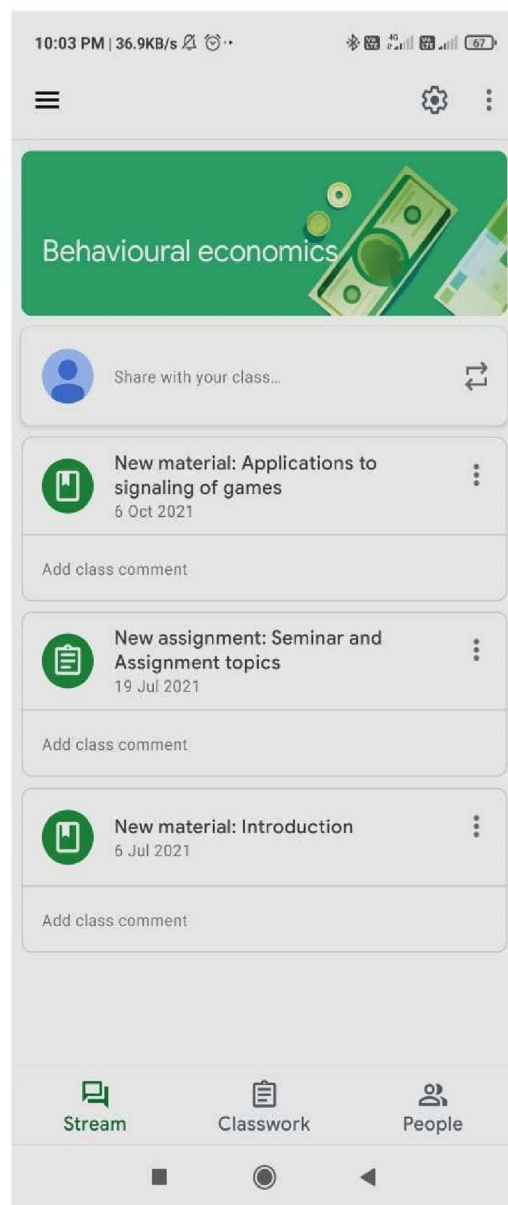 10:03 PM | 36.9KB/s
4G
67
Behavioural economics
Share with your class...
New material: Applications to
signaling of games
6 Oct 2021
Add class comment
New assignment: Seminar and
Assignment topics
19 Jul 2021
Add class comment
New material: Introduction
6 Jul 2021
Add class comment
Stream Classwork People